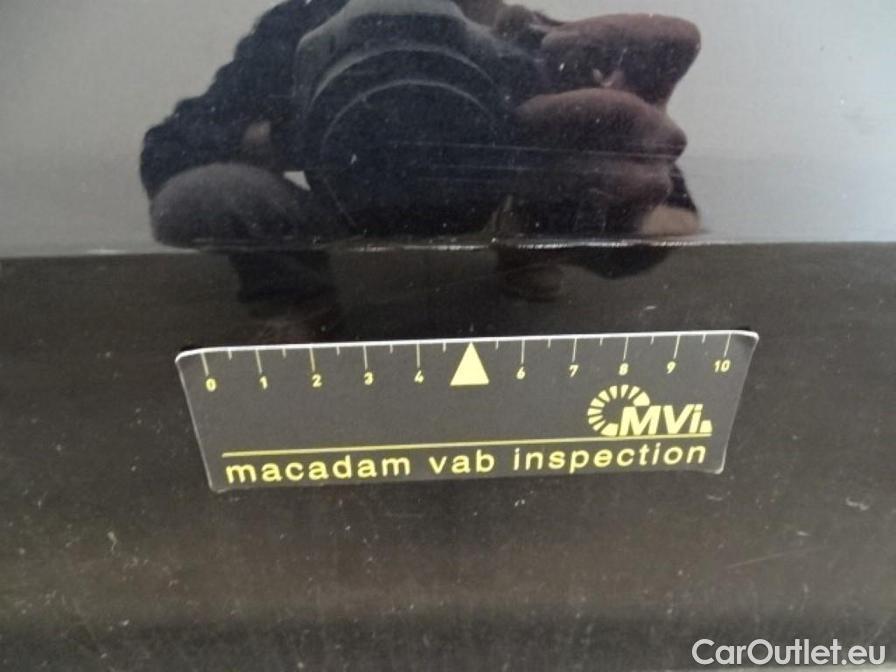 0 1 2 3 4 6 7 8 9 10
MVi.
macadam vab inspection
CarOutlet.eu